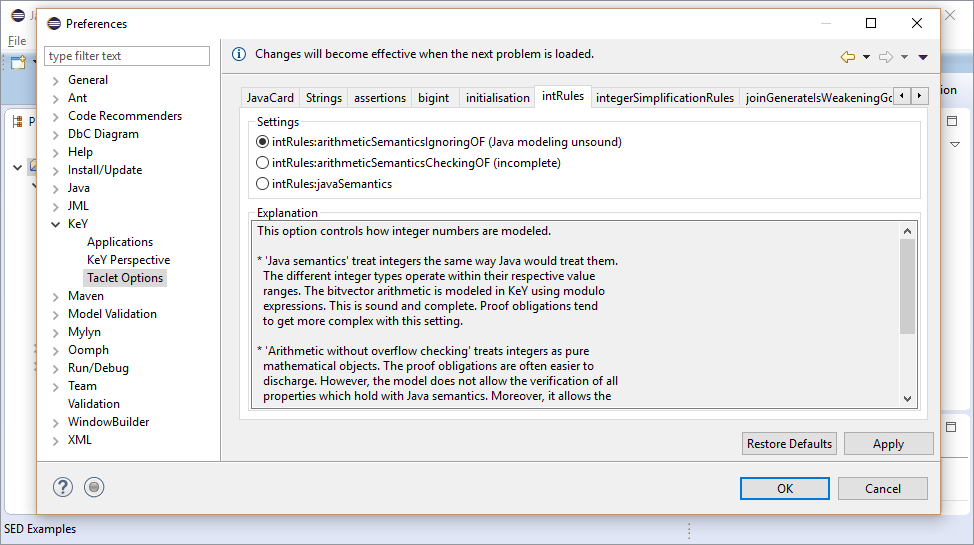 Preferences
File
type filter text
Changes will become effective when the next problem is loaded.
General
Ant
Code Recommenders
DbC Diagram
Help
Install/Update
Java
JML
KeY
Applications
KeY Perspective
Taclet Options
Maven
Model Validation
Mylyn
Oomph
Run/Debug
Team
Validation
WindowBuilder
XML
JavaCard Strings assertions bigint initialisation intRules integerSimplificationRules joinGenerateIsWeakeningGo
Settings
intRules:arithmeticSemanticsIgnoringOF (Java modeling unsound)
intRules:arithmeticSemanticsCheckingOF (incomplete)
intRules:javaSemantics
Explanation
This option controls how integer numbers are modeled.
* 'Java semantics' treat integers the same way Java would treat them.
The different integer types operate within their respective value
ranges. The bitvector arithmetic is modeled in KeY using modulo
expressions. This is sound and complete. Proof obligations tend
to get more complex with this setting.
* 'Arithmetic without overflow checking' treats integers as pure
mathematical objects. The proof obligations are often easier to
discharge. However, the model does not allow the verification of all
properties which hold with Java semantics. Moreover, it allows the
Restore Defaults Apply
OK Cancel
SED Examples